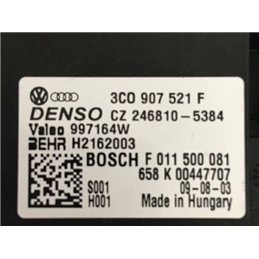 3C0 907 521 F
DENSO CZ 246810-5384
Valeo 997164W
BEHR H2162003
BOSCH F 011 500 081
658 K 00447707
S001 09-08-03
H001 Made in Hungary